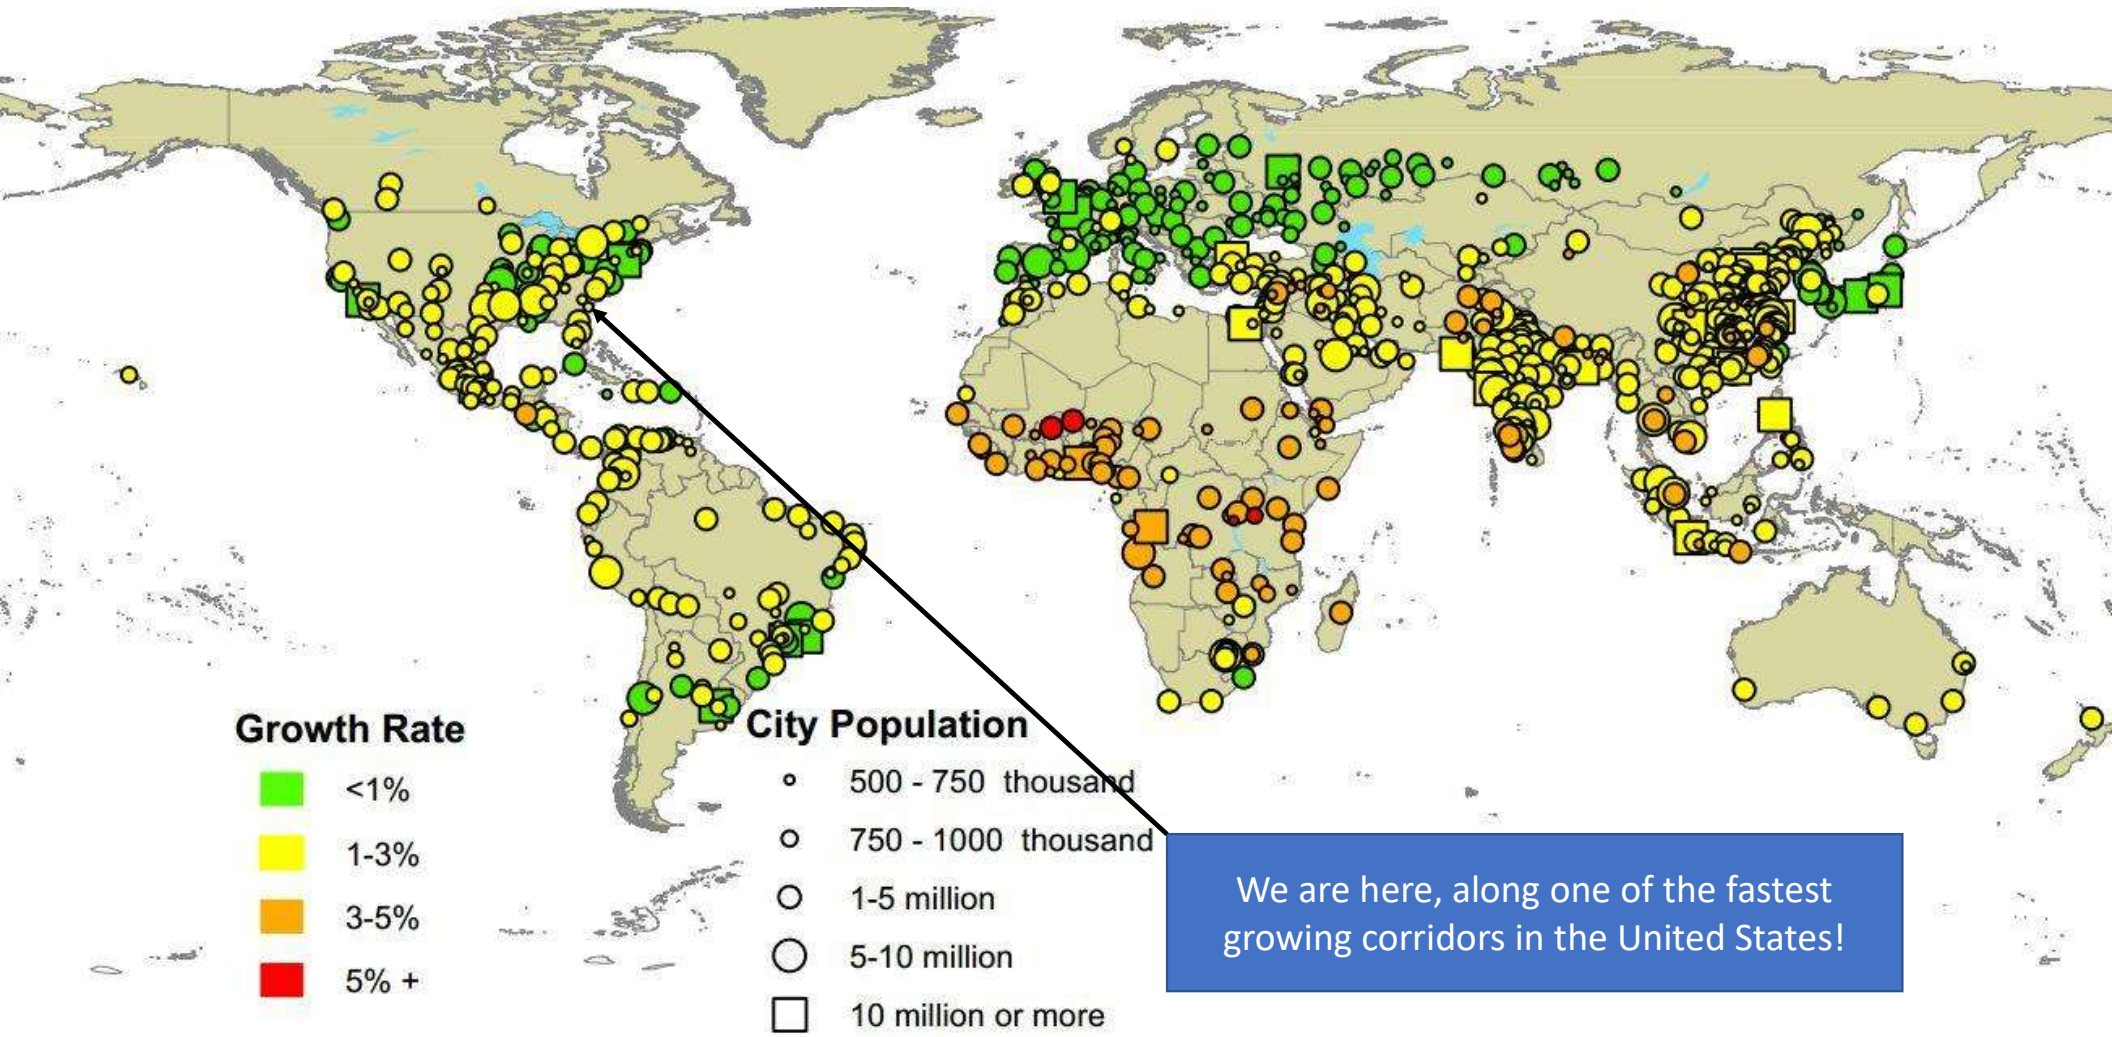 Growth Rate
<1%
1-3%
3-5%
5% +
City Population
500 - 750 thousand
750 - 1000 thousand
1-5 million
5-10 million
10 million or more
We are here, along one of the fastest
growing corridors in the United States!